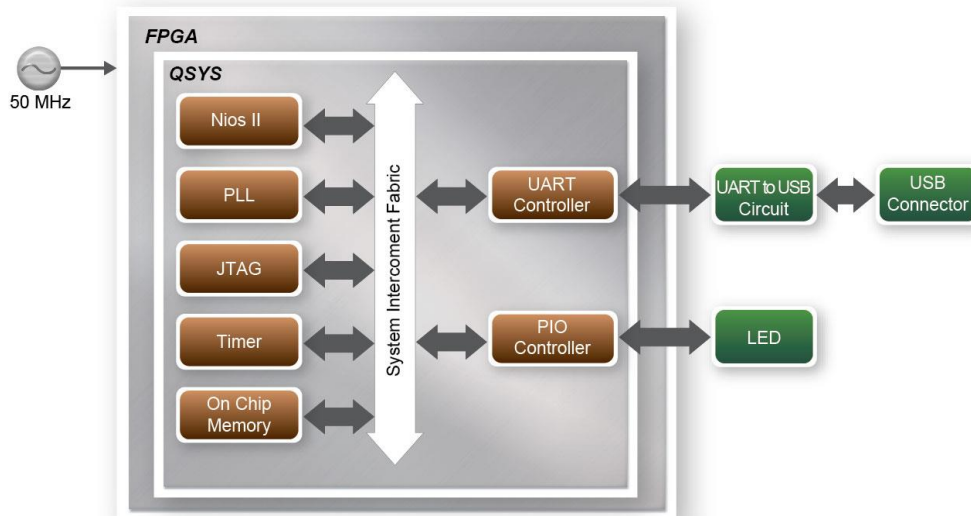 FPGA
QSYS
50 MHz
Nios II
PLL
JTAG
Timer
On Chip
Memory
System Intercoment Fabric
UART
Controller
PIO
Controller
UART to USB
Circuit
USB
Connector
LED